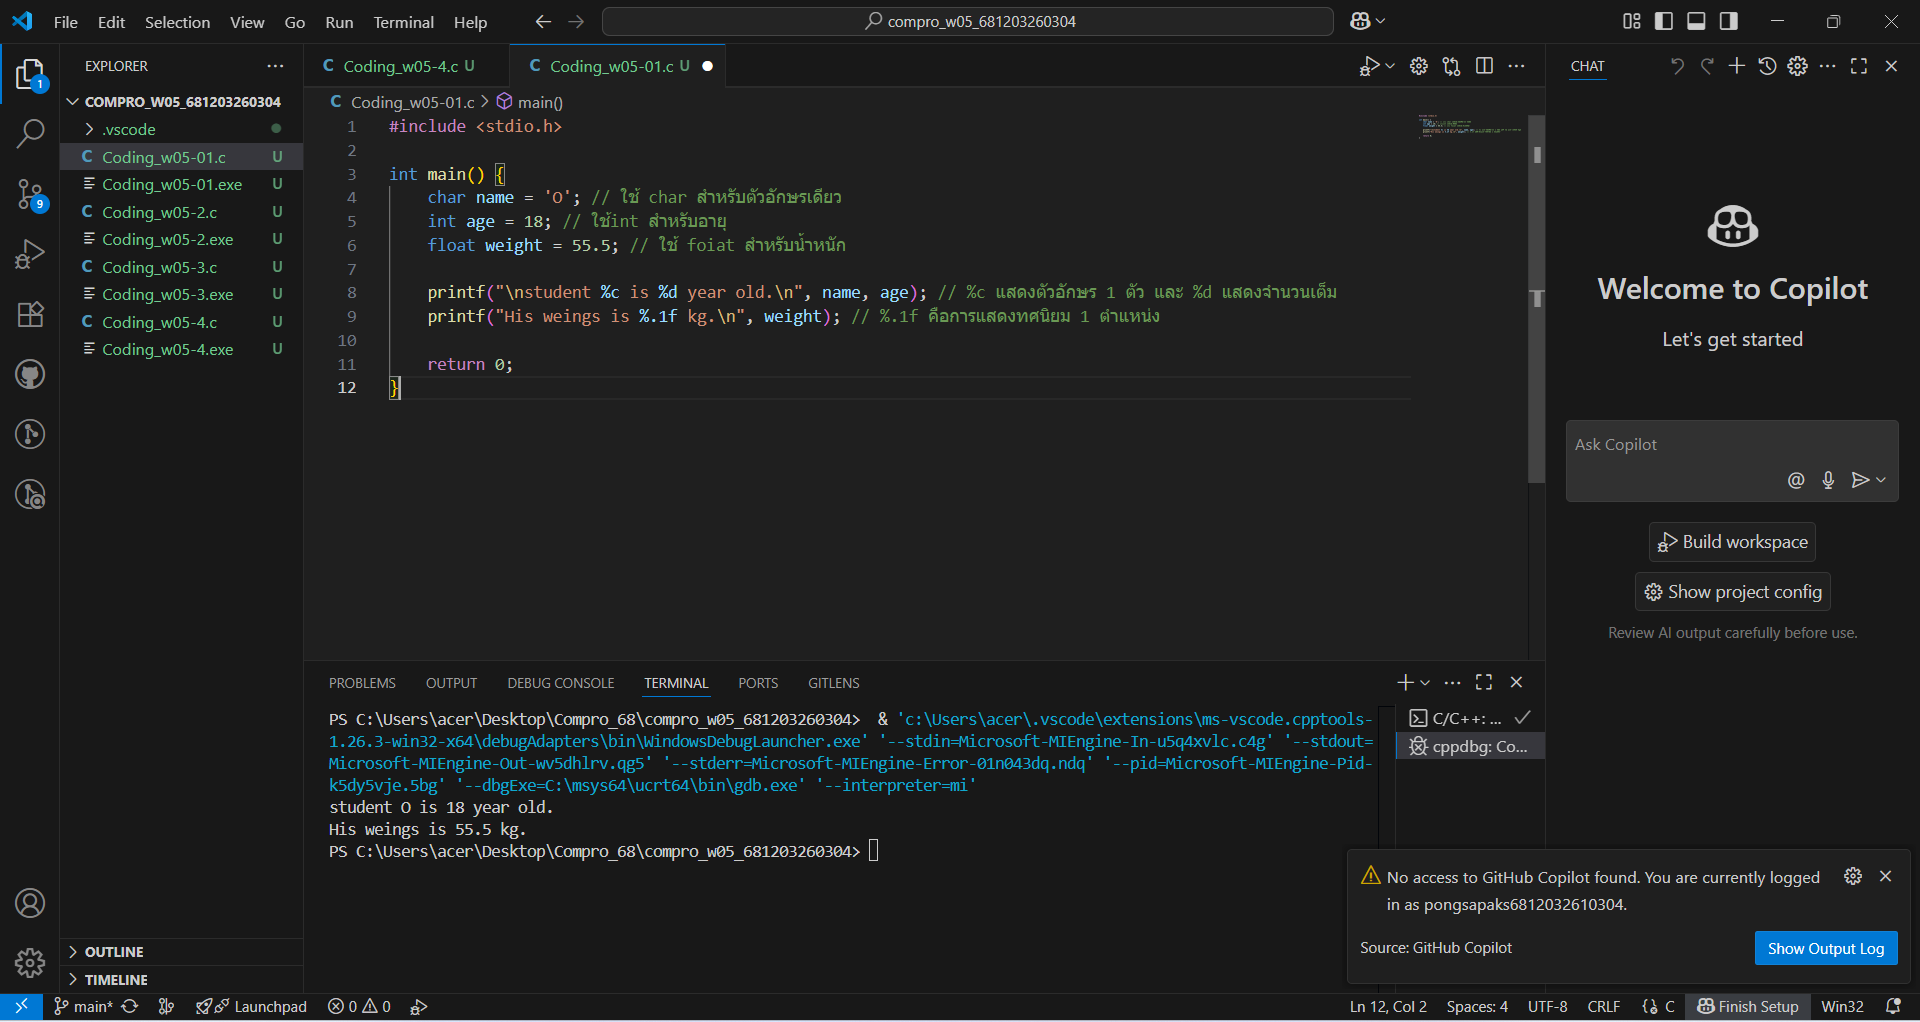 File Edit Selection View Go Run Terminal Help
compro_w05_681203260304
EXPLORER
COMPRO_W05_681203260304
.vscode
C Coding_w05-01.c U
Coding_w05-01.exe U
C Coding_w05-2.c U
Coding_w05-2.exe U
C Coding_w05-3.c U
Coding_w05-3.exe U
C Coding_w05-4.c U
Coding_w05-4.exe U
OUTLINE
TIMELINE
1
9
C Coding_w05-4.c U
C Coding_w05-01.c U
C Coding_w05-01.c > main()
1 #include <stdio.h>
2
3 int main() {
4 char name = 'O'; // ใช้ char สำหรับตัวอักษรเดียว
5 int age = 18; // ใช้int สำหรับอายุ
6 float weight = 55.5; // ใช้ foiat สำหรับน้ำหนัก
7
8 printf("\nstudent %c is %d year old.\n", name, age); // %c แสดงตัวอักษร 1 ตัว และ %d แสดงจำนวนเต็ม
9 printf("His weings is %.1f kg.\n", weight); // %.1f คือการแสดงทศนิยม 1 ตำแหน่ง
10
11 return 0;
12 }
PROBLEMS OUTPUT DEBUG CONSOLE TERMINAL PORTS GITLENS
PS C:\Users\acer\Desktop\Compro_68\compro_w05_681203260304> & 'c:\Users\acer\.vscode\extensions\ms-vscode.cpptools-
1.26.3-win32-x64\debugAdapters\bin\WindowsDebugLauncher.exe' '--stdin=Microsoft-MIEngine-In-u5q4xvlc.c4g' '--stdout=
Microsoft-MIEngine-Out-wv5dhlrv.qg5' '--stderr=Microsoft-MIEngine-Error-01n043dq.ndq' '--pid=Microsoft-MIEngine-Pid-
k5dy5vje.5bg' '--dbgExe=C:\msys64\ucrt64\bin\gdb.exe' '--interpreter=mi'
student O is 18 year old.
His weings is 55.5 kg.
PS C:\Users\acer\Desktop\Compro_68\compro_w05_681203260304>
C/C++: ...
cppdbg: Co...
CHAT
Welcome to Copilot
Let's get started
Ask Copilot
Build workspace
Show project config
Review AI output carefully before use.
No access to GitHub Copilot found. You are currently logged
in as pongsapaks6812032610304.
Source: GitHub Copilot
Show Output Log
main* Launchpad 0 0
Ln 12, Col 2 Spaces: 4 UTF-8 CRLF {} C Finish Setup Win32